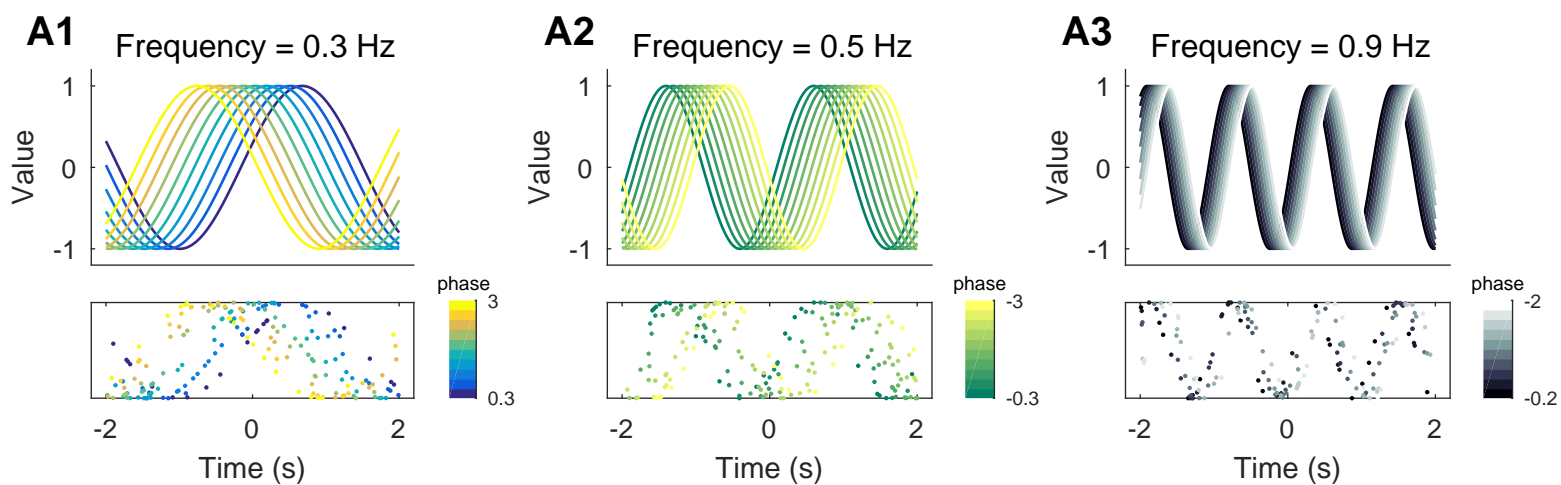 A1
Frequency = 0.3 Hz
1
0
-1
Value
phase
3
0.3
-2
0
2
Time (s)
A2
Frequency = 0.5 Hz
1
0
-1
Value
phase
-3
-0.3
-2
0
2
Time (s)
A3
Frequency = 0.9 Hz
1
0
-1
Value
phase
-2
-0.2
-2
0
2
Time (s)